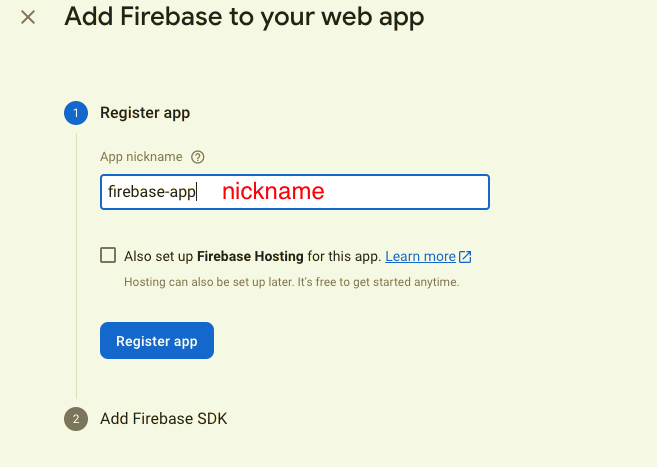 Add Firebase to your web app
1 Register app
App nickname ?
firebase-app nickname
Also set up Firebase Hosting for this app. Learn more
Hosting can also be set up later. It's free to get started anytime.
Register app
2 Add Firebase SDK